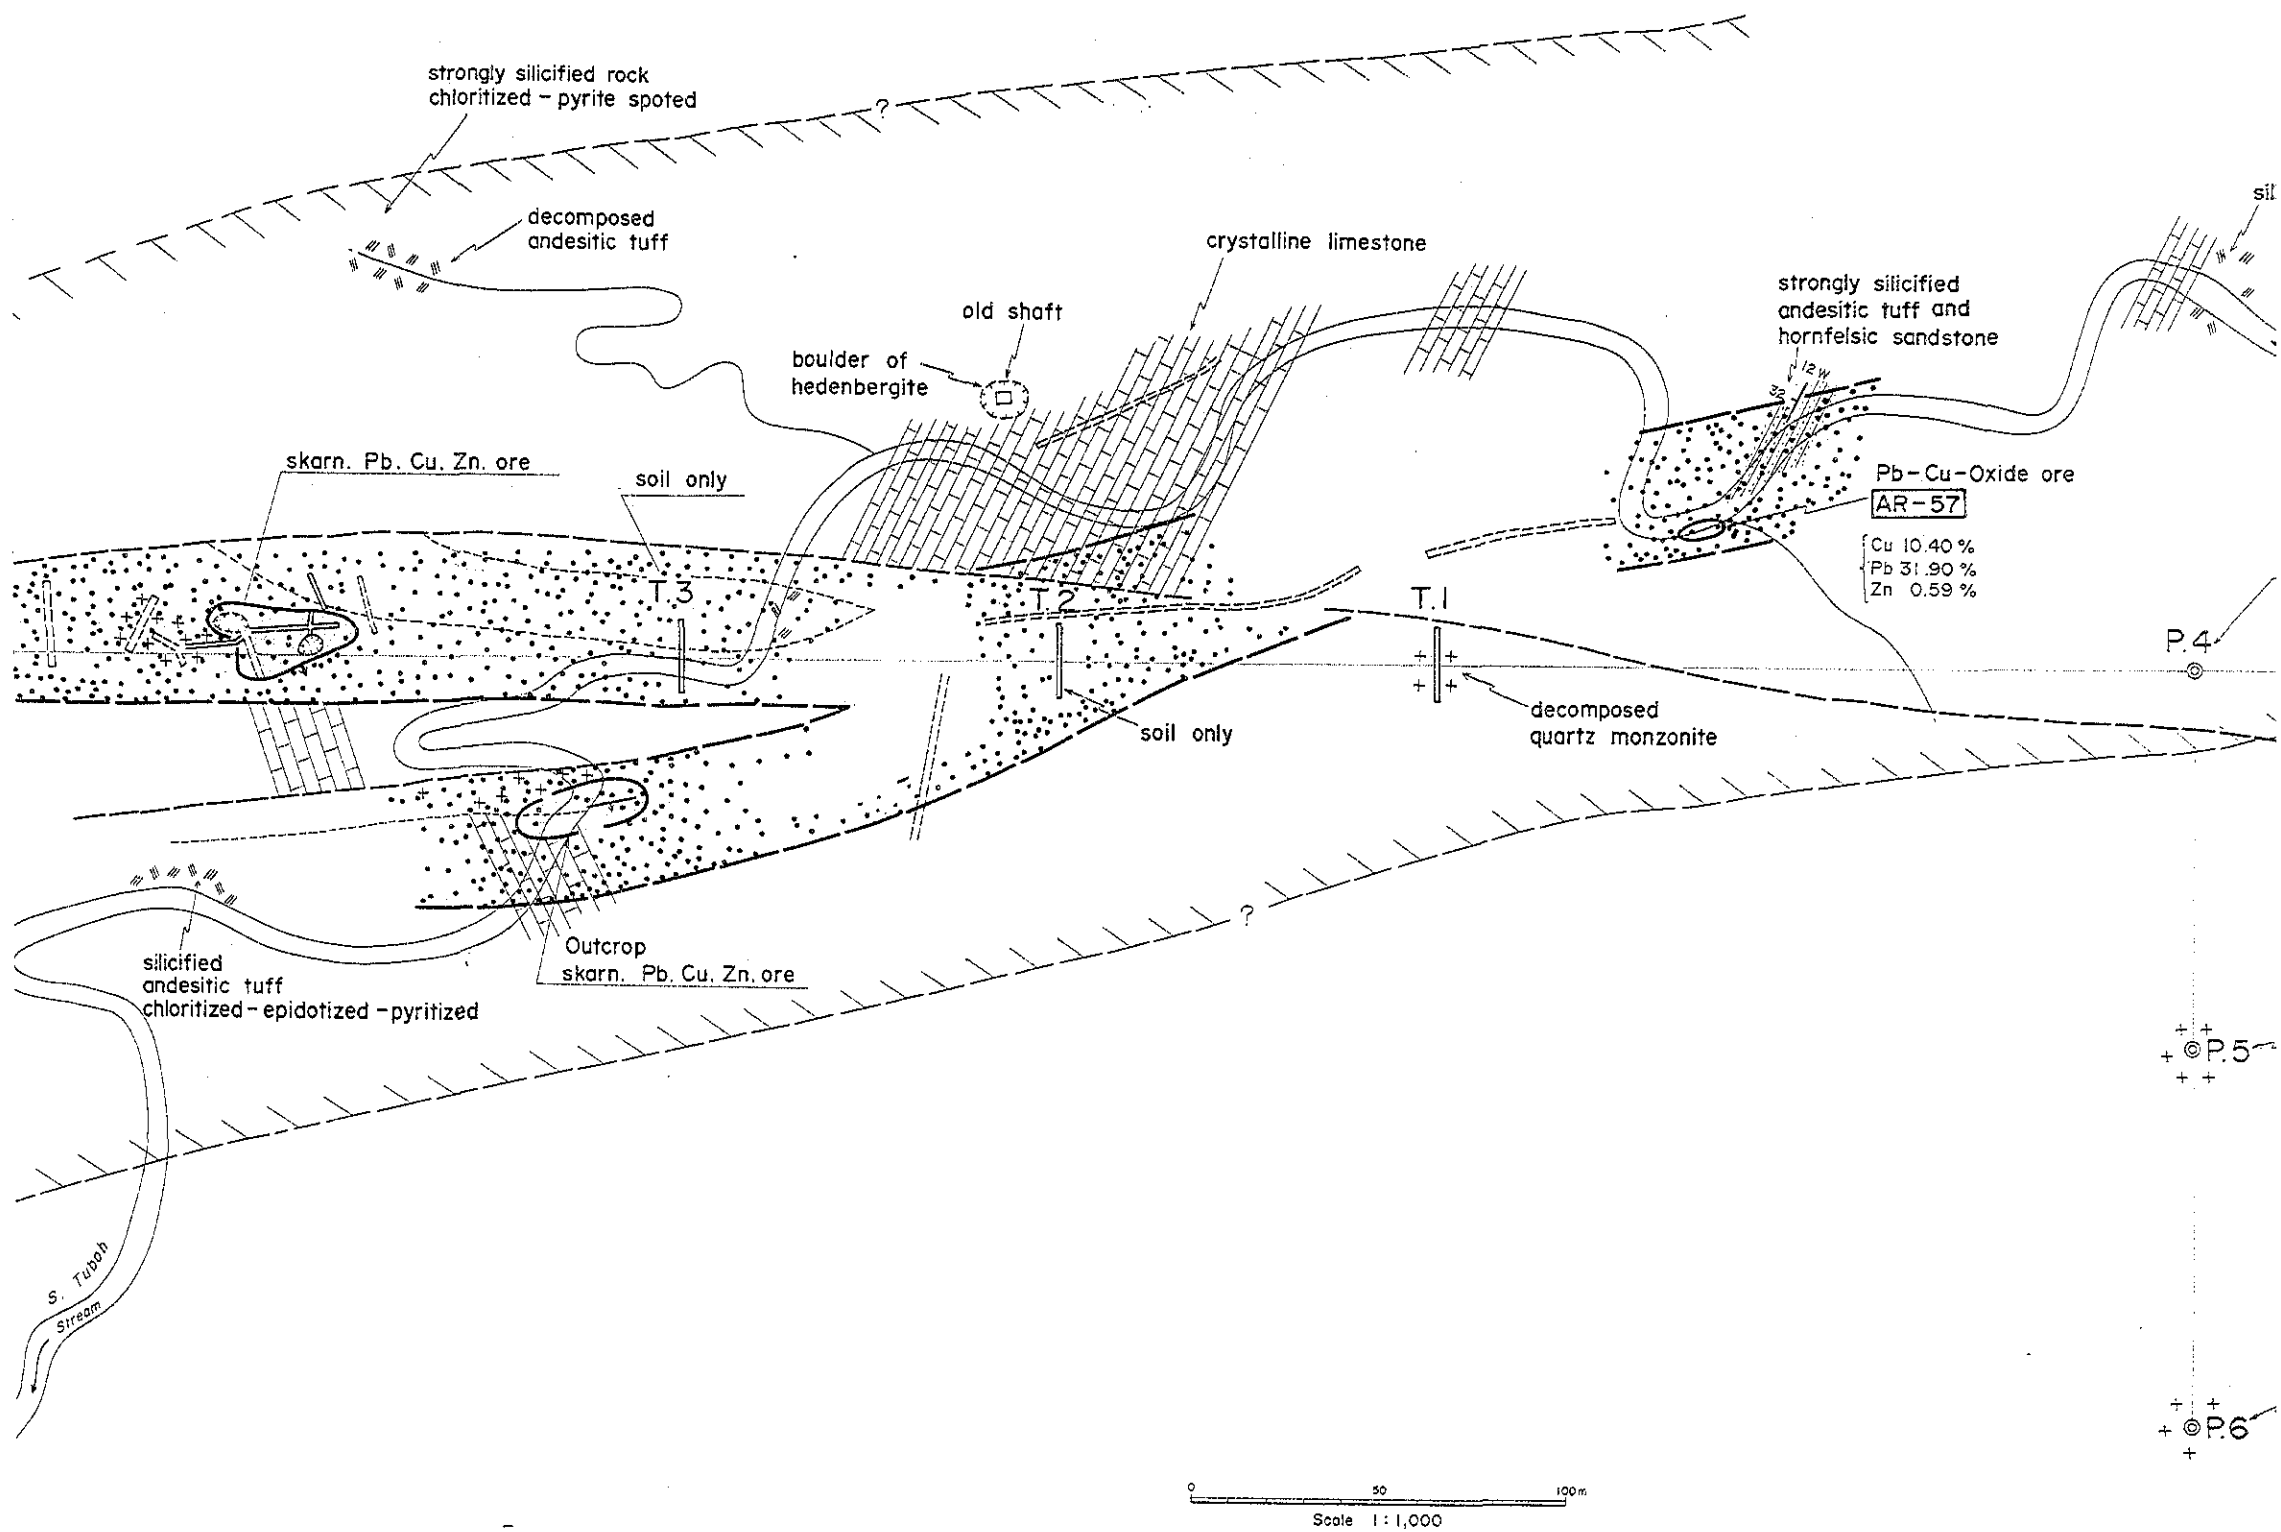 strongly silicified rock
chloritized - pyrite spoted
?
decomposed
andesitic tuff
sil
crystalline limestone
old shaft
boulder of
hedenbergite
strongly silicified
andesitic tuff and
hornfelsic sandstone
12W
32
skarn. Pb. Cu. Zn. ore
soil only
Pb-Cu-Oxide ore
AR-57
Cu 10.40 %
Pb 31.90 %
Zn 0.59 %
T.3
T.2
T.1
P.4
soil only
decomposed
quartz monzonite
?
Outcrop
skarn. Pb. Cu. Zn. ore
silicified
andesitic tuff
chloritized-epidotized-pyritized
P.5
S. Tuboh
Stream
P.6
0 50 100m
Scale 1:1,000